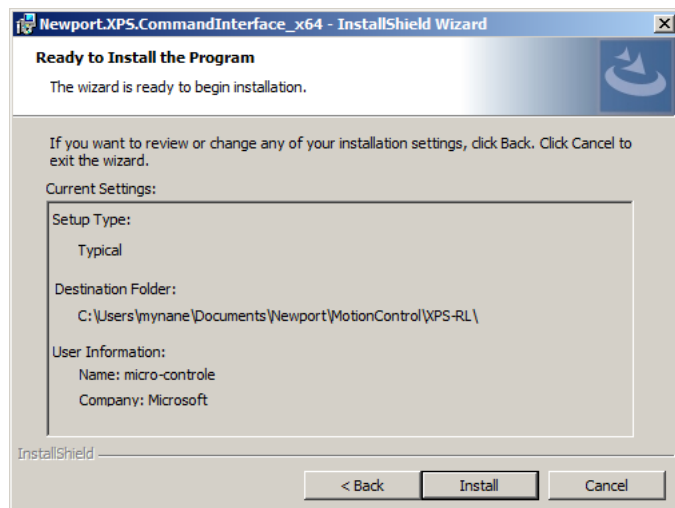 Newport.XPS.CommandInterface_x64 - InstallShield Wizard
Ready to Install the Program
The wizard is ready to begin installation.
If you want to review or change any of your installation settings, click Back. Click Cancel to
exit the wizard.
Current Settings:
Setup Type:
Typical
Destination Folder:
C:\Users\mynane\Documents\Newport\MotionControl\XPS-RL\
User Information:
Name: micro-controle
Company: Microsoft
InstallShield
< Back
Install
Cancel